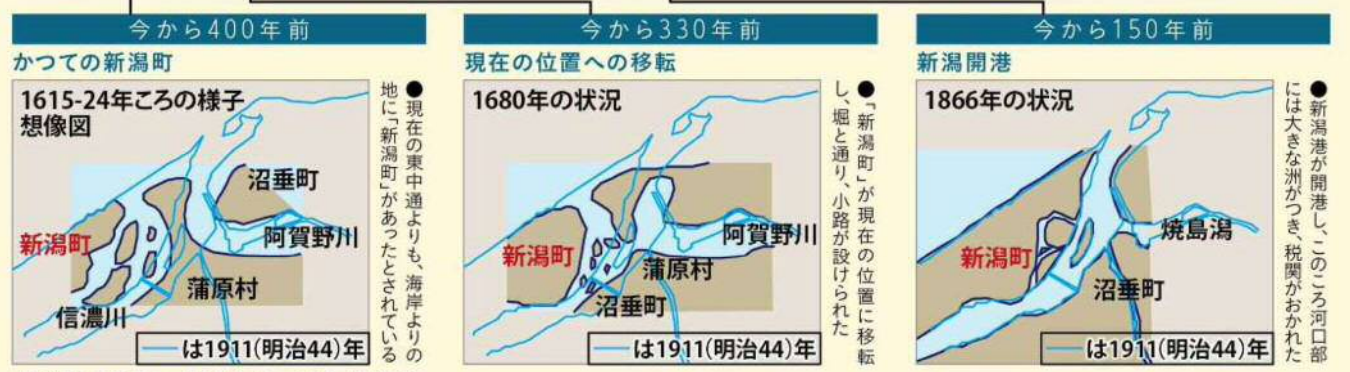 今から400年前
かつての新潟町
1615-24年ころの様子
想像図
沼垂町
新潟町
阿賀野川
蒲原村
信濃川
は1911(明治44)年
●現在の東中通よりも、海岸よりの
地に「新潟町」があったとされている
今から330年前
現在の位置への移転
1680年の状況
阿賀野川
新潟町
蒲原村
沼垂町
は1911(明治44)年
●「新潟町」が現在の位置に移転
し、堀と通り、小路が設けられた
今から150年前
新潟開港
1866年の状況
焼島潟
新潟町
沼垂町
は1911(明治44)年
●新潟港が開港し、このころ河口部
には大きな洲がつき、税関がおかれた